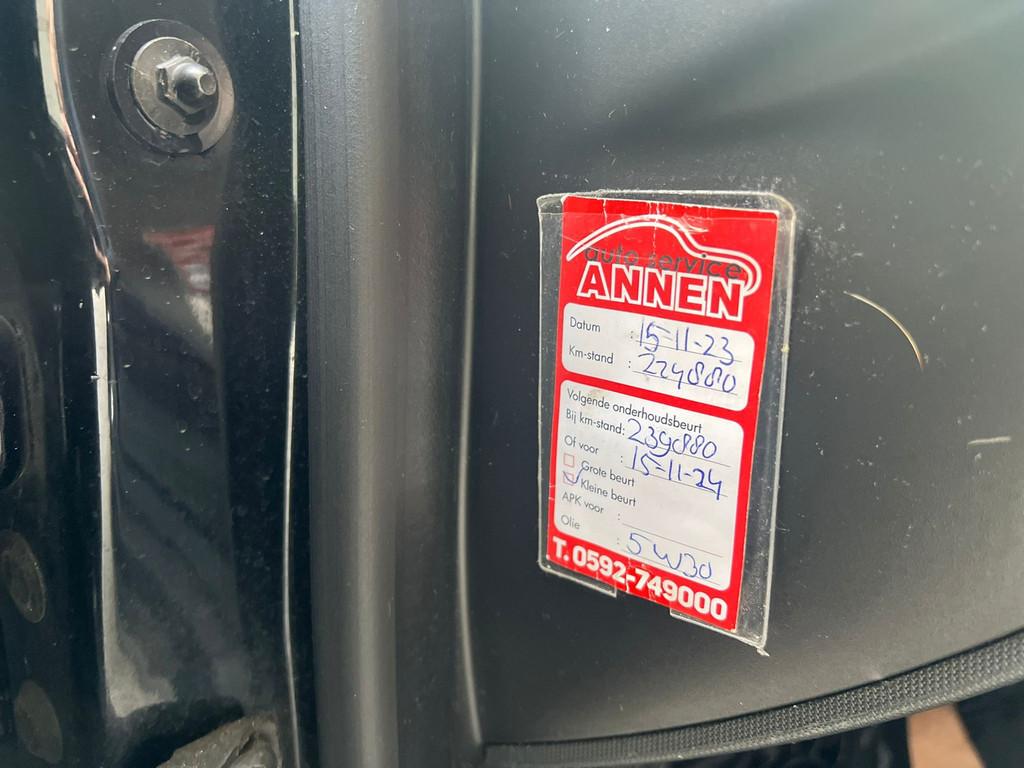 auto service
ANNEN
Datum : 15-11-23
Km-stand : 224880
Volgende onderhoudsbeurt
Bij km-stand: 239880
Of voor : 15-11-24
Grote beurt
Kleine beurt
APK voor :
Olie : 5W30
T. 0592-749000